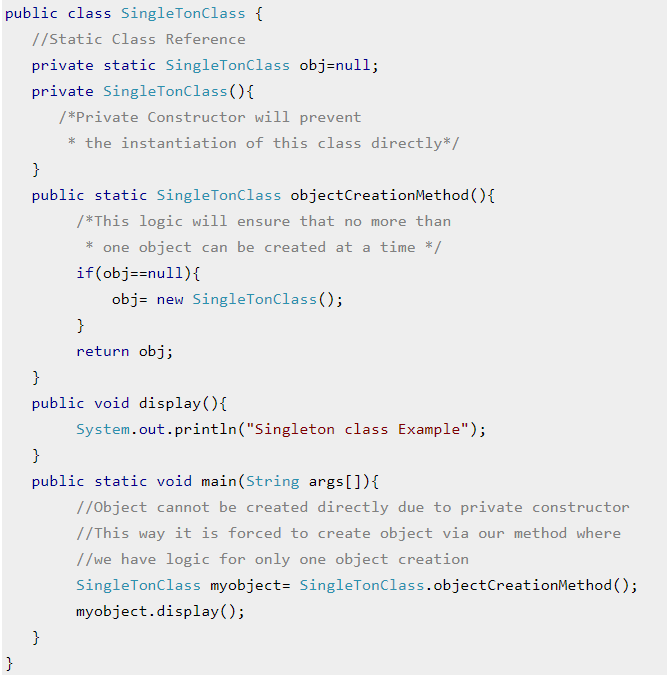 public class SingleTonClass {
   //Static Class Reference
   private static SingleTonClass obj=null;
   private SingleTonClass(){
      /*Private Constructor will prevent
       * the instantiation of this class directly*/
   }
   public static SingleTonClass objectCreationMethod(){
        /*This logic will ensure that no more than
         * one object can be created at a time */
        if(obj==null){
            obj= new SingleTonClass();
        }
        return obj;
   }
   public void display(){
        System.out.println("Singleton class Example");
   }
   public static void main(String args[]){
        //Object cannot be created directly due to private constructor
        //This way it is forced to create object via our method where
        //we have logic for only one object creation
        SingleTonClass myobject= SingleTonClass.objectCreationMethod();
        myobject.display();
   }
}